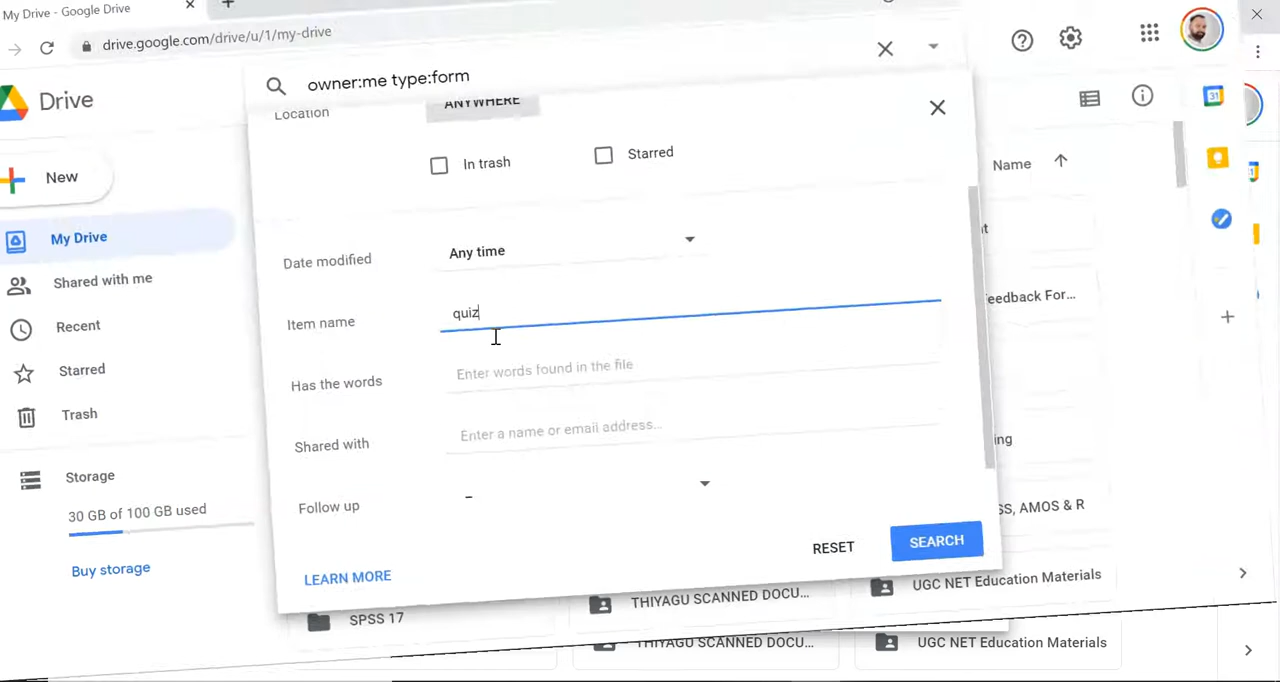 My Drive - Google Drive
drive.google.com/drive/u/1/my-drive
Drive
owner:me type:form
New
My Drive
Shared with me
Recent
Starred
Trash
Storage
30 GB of 100 GB used
Buy storage
Location
ANYWHERE
In trash
Starred
Date modified
Any time
Item name
quiz
Has the words
Enter words found in the file
Shared with
Enter a name or email address...
Follow up
-
LEARN MORE
RESET
SEARCH
Name
eedback For...
ing
SS, AMOS & R
SPSS 17
THIYAGU SCANNED DOCU...
UGC NET Education Materials
THIYAGU SCANNED DOCU...
UGC NET Education Materials
31